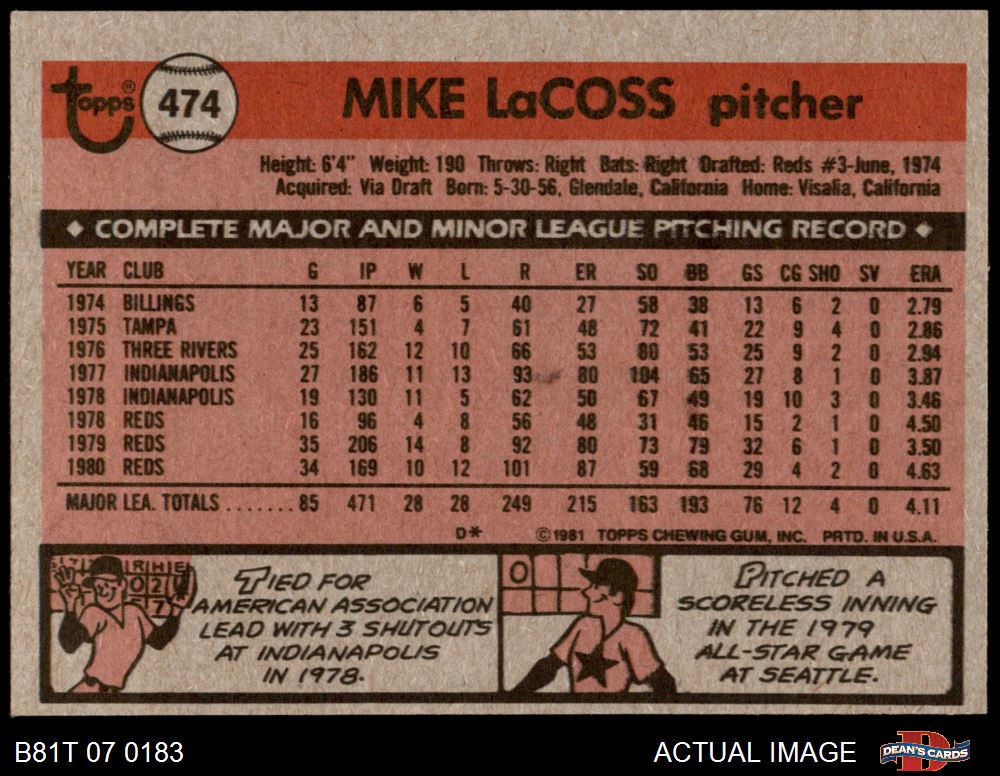 Topps® 474 MIKE LaCOSS pitcher
Height: 6'4" Weight: 190 Throws: Right Bats: Right Drafted: Reds #3-June, 1974
Acquired: Via Draft Born: 5-30-56, Glendale, California Home: Visalia, California
◆ COMPLETE MAJOR AND MINOR LEAGUE PITCHING RECORD ◆
YEAR CLUB G IP W L R ER SO BB GS CG SHO SV ERA
1974 BILLINGS 13 87 6 5 40 27 58 38 13 6 2 0 2.79
1975 TAMPA 23 151 4 7 61 48 72 41 22 9 4 0 2.86
1976 THREE RIVERS 25 162 12 10 66 53 80 53 25 9 2 0 2.94
1977 INDIANAPOLIS 27 186 11 13 93 80 104 65 27 8 1 0 3.87
1978 INDIANAPOLIS 19 130 11 5 62 50 67 49 19 10 3 0 3.46
1978 REDS 16 96 4 8 56 48 31 46 15 2 1 0 4.50
1979 REDS 35 206 14 8 92 80 73 79 32 6 1 0 3.50
1980 REDS 34 169 10 12 101 87 59 68 29 4 2 0 4.63
MAJOR LEA. TOTALS ....... 85 471 28 28 249 215 163 193 76 12 4 0 4.11
D* ©1981 TOPPS CHEWING GUM, INC. PRTD. IN U.S.A.
R H E
0 2
7
TIED FOR
AMERICAN ASSOCIATION
LEAD WITH 3 SHUTOUTS
AT INDIANAPOLIS
IN 1978.
0
PITCHED A
SCORELESS INNING
IN THE 1979
ALL-STAR GAME
AT SEATTLE.
B81T 07 0183 ACTUAL IMAGE DEAN'S CARDS